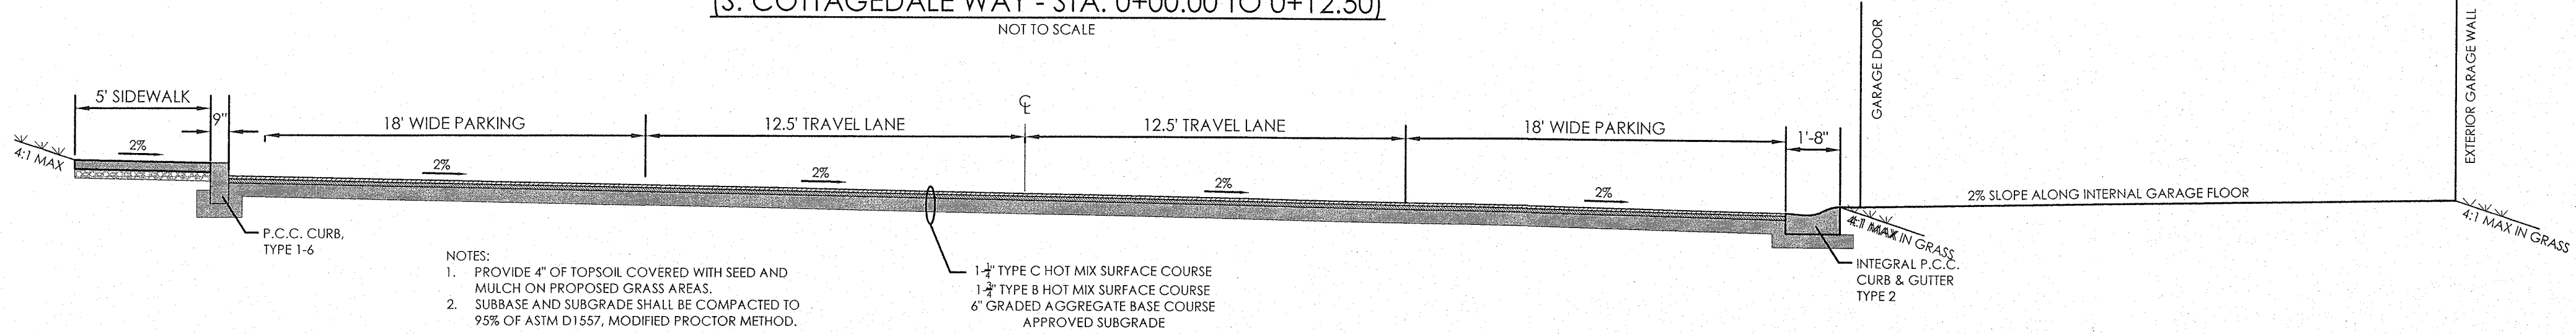 (S. COTTAGEDALE WAY - STA. 0+00.00 TO 0+12.50)
NOT TO SCALE
5' SIDEWALK
9"
18' WIDE PARKING
12.5' TRAVEL LANE
℄
12.5' TRAVEL LANE
18' WIDE PARKING
1'-8"
GARAGE DOOR
EXTERIOR GARAGE WALL
4:1 MAX
2%
2%
2%
2%
2%
2% SLOPE ALONG INTERNAL GARAGE FLOOR
4:1 MAX IN GRASS
4:1 MAX IN GRASS
P.C.C. CURB,
TYPE 1-6
NOTES:
1. PROVIDE 4" OF TOPSOIL COVERED WITH SEED AND
MULCH ON PROPOSED GRASS AREAS.
2. SUBBASE AND SUBGRADE SHALL BE COMPACTED TO
95% OF ASTM D1557, MODIFIED PROCTOR METHOD.
1-1/4" TYPE C HOT MIX SURFACE COURSE
1-3/4" TYPE B HOT MIX SURFACE COURSE
6" GRADED AGGREGATE BASE COURSE
APPROVED SUBGRADE
INTEGRAL P.C.C.
CURB & GUTTER
TYPE 2